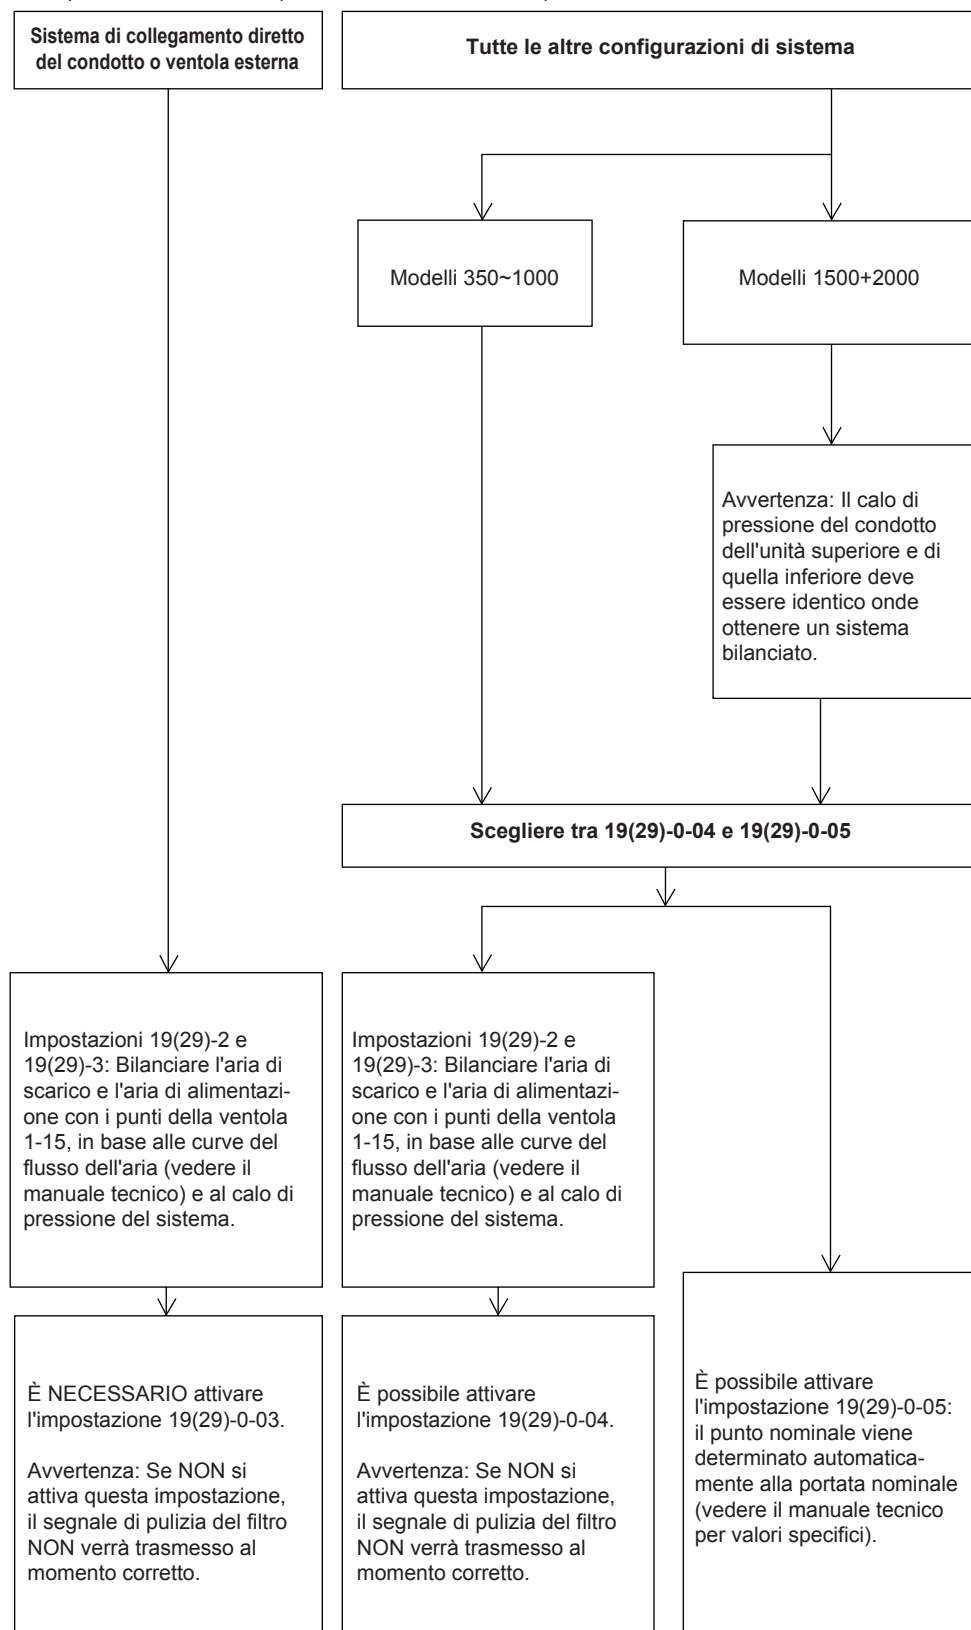 Sistema di collegamento diretto
del condotto o ventola esterna
Tutte le altre configurazioni di sistema
Modelli 350~1000
Modelli 1500+2000
Avvertenza: Il calo di
pressione del condotto
dell'unità superiore e di
quella inferiore deve
essere identico onde
ottenere un sistema
bilanciato.
Scegliere tra 19(29)-0-04 e 19(29)-0-05
Impostazioni 19(29)-2 e
19(29)-3: Bilanciare l'aria di
scarico e l'aria di alimentazi-
one con i punti della ventola
1-15, in base alle curve del
flusso dell'aria (vedere il
manuale tecnico) e al calo di
pressione del sistema.
Impostazioni 19(29)-2 e
19(29)-3: Bilanciare l'aria di
scarico e l'aria di alimentazi-
one con i punti della ventola
1-15, in base alle curve del
flusso dell'aria (vedere il
manuale tecnico) e al calo di
pressione del sistema.
È NECESSARIO attivare
l'impostazione 19(29)-0-03.
Avvertenza: Se NON si
attiva questa impostazione,
il segnale di pulizia del filtro
NON verrà trasmesso al
momento corretto.
È possibile attivare
l'impostazione 19(29)-0-04.
Avvertenza: Se NON si
attiva questa impostazione,
il segnale di pulizia del filtro
NON verrà trasmesso al
momento corretto.
È possibile attivare
l'impostazione 19(29)-0-05:
il punto nominale viene
determinato automatica-
mente alla portata nominale
(vedere il manuale tecnico
per valori specifici).